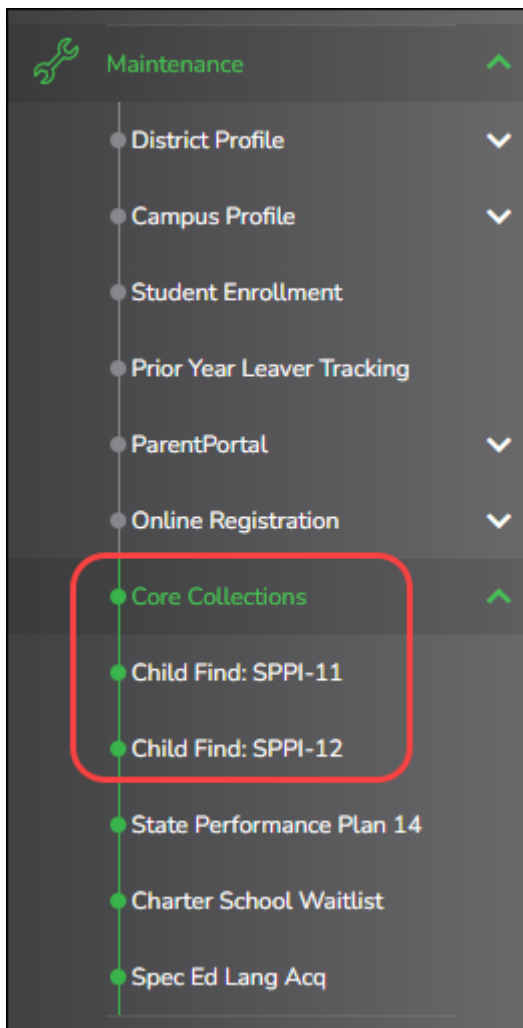 Maintenance
District Profile
Campus Profile
Student Enrollment
Prior Year Leaver Tracking
ParentPortal
Online Registration
Core Collections
Child Find: SPPI-11
Child Find: SPPI-12
State Performance Plan 14
Charter School Waitlist
Spec Ed Lang Acq